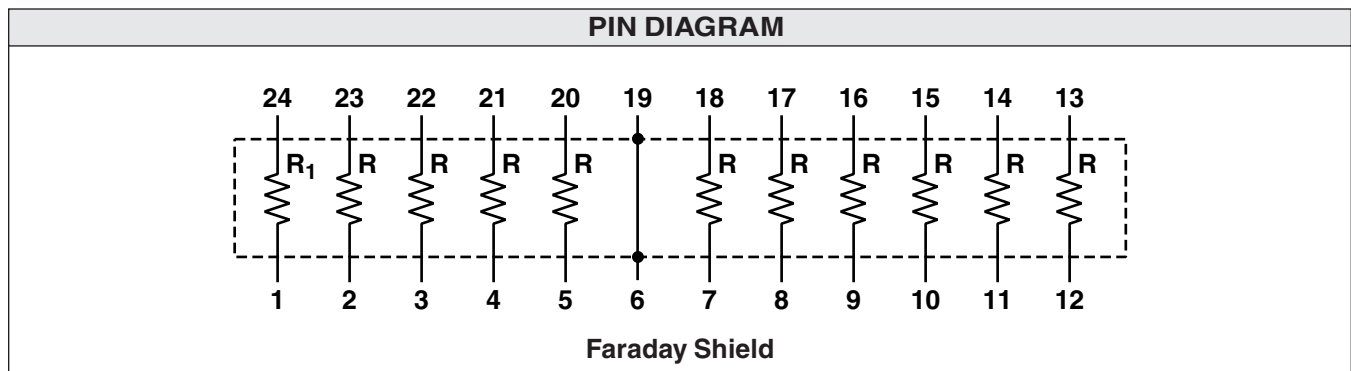 PIN DIAGRAM
24 23 22 21 20 19 18 17 16 15 14 13
R1 R R R R R R R R R R
1 2 3 4 5 6 7 8 9 10 11 12
Faraday Shield